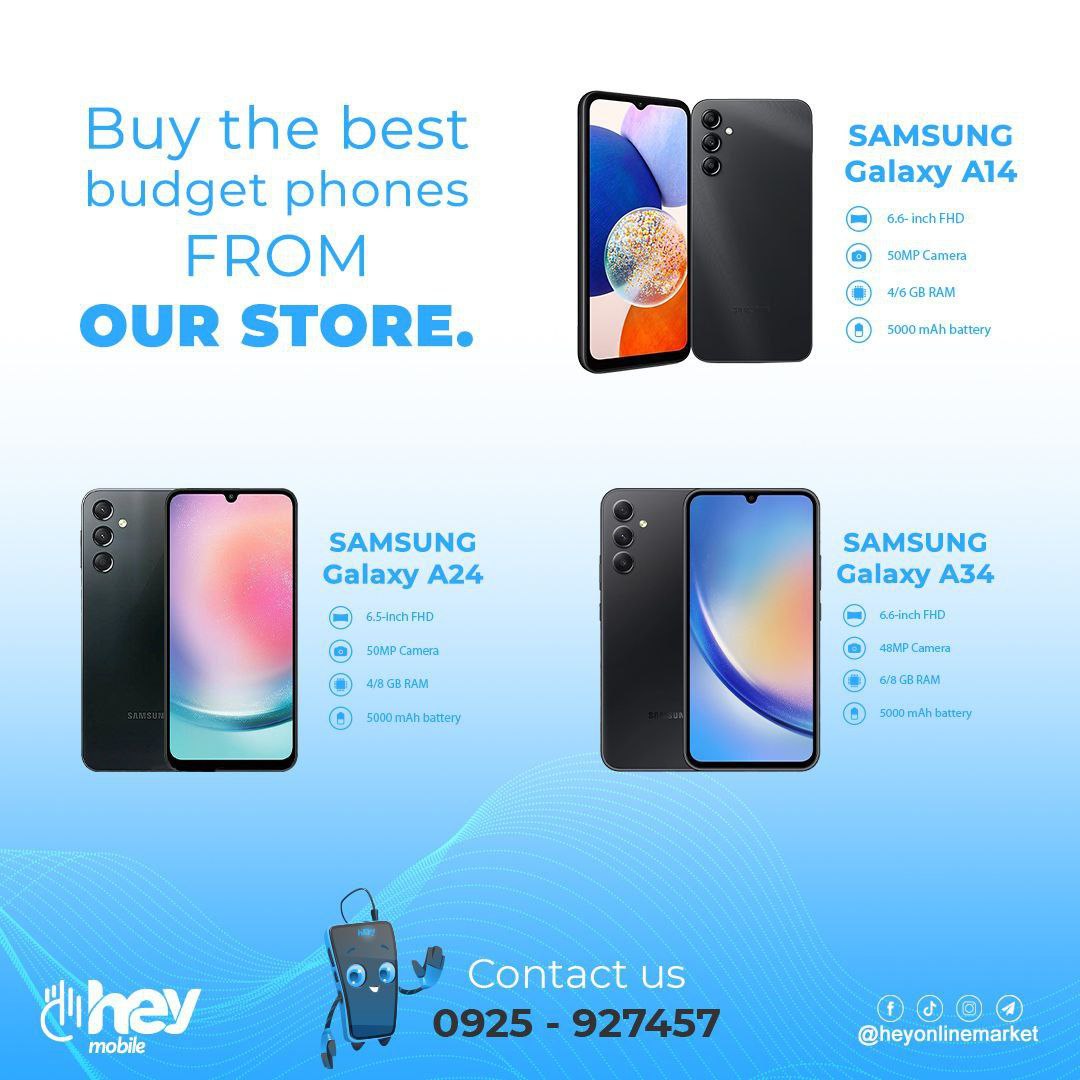 Buy the best
budget phones
FROM
OUR STORE.
SAMSUNG
Galaxy A14
6.6- inch FHD
50MP Camera
4/6 GB RAM
5000 mAh battery
SAMSUNG
Galaxy A24
6.5-inch FHD
50MP Camera
4/8 GB RAM
5000 mAh battery
SAMSUN
SAMSUNG
Galaxy A34
6.6-inch FHD
48MP Camera
6/8 GB RAM
5000 mAh battery
SAMSUN
hey
Contact us
0925 - 927457
hey
mobile
@heyonlinemarket